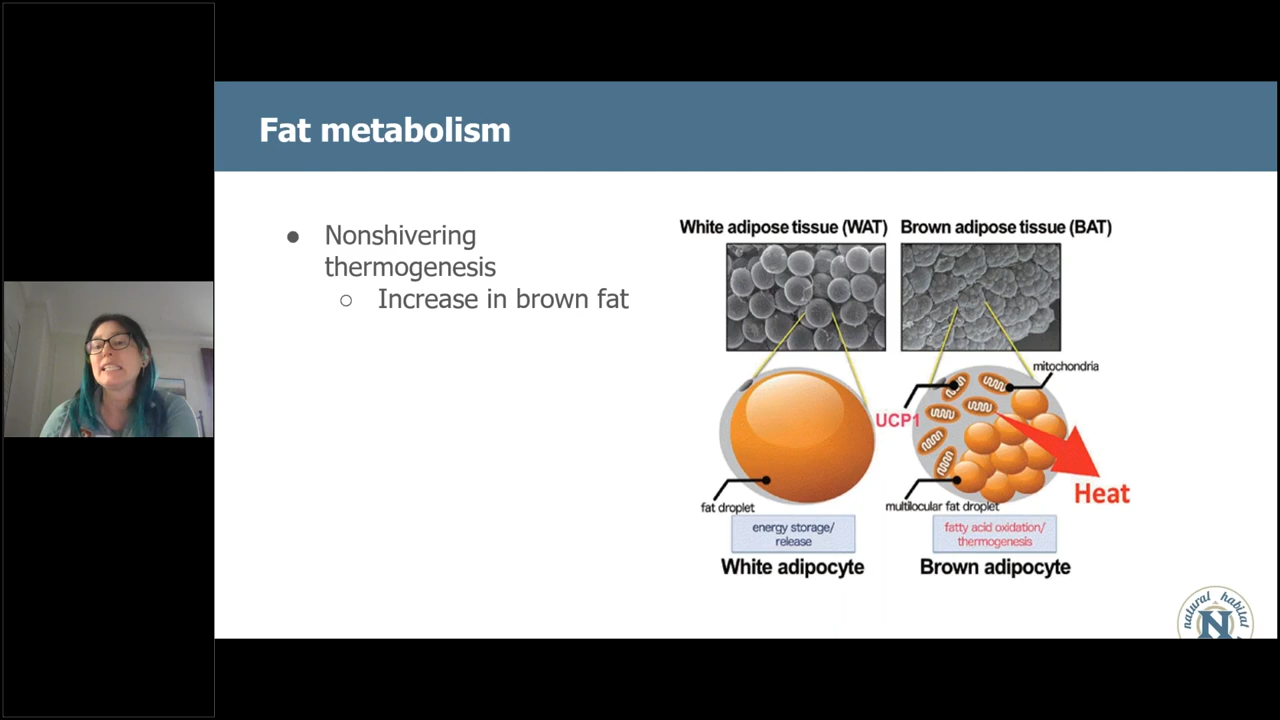 Fat metabolism
● Nonshivering
thermogenesis
○ Increase in brown fat
White adipose tissue (WAT)
Brown adipose tissue (BAT)
mitochondria
UCP1
Heat
fat droplet
multilocular fat droplet
energy storage/
release
fatty acid oxidation/
thermogenesis
White adipocyte
Brown adipocyte
natural habitat
N